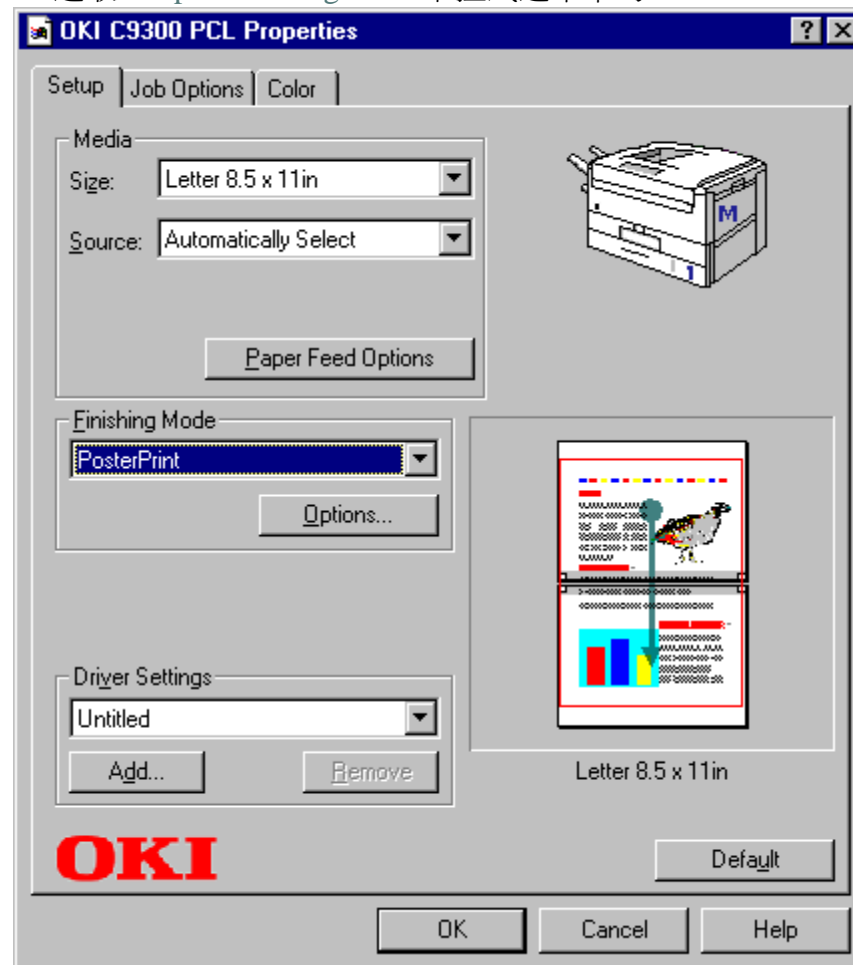 OKI C9300 PCL Properties
Setup
Job Options
Color
Media
Size:
Letter 8.5 x 11in
Source:
Automatically Select
Paper Feed Options
M
1
Finishing Mode
PosterPrint
Options...
Driver Settings
Untitled
Add...
Remove
Letter 8.5 x 11in
OKI
Default
OK
Cancel
Help